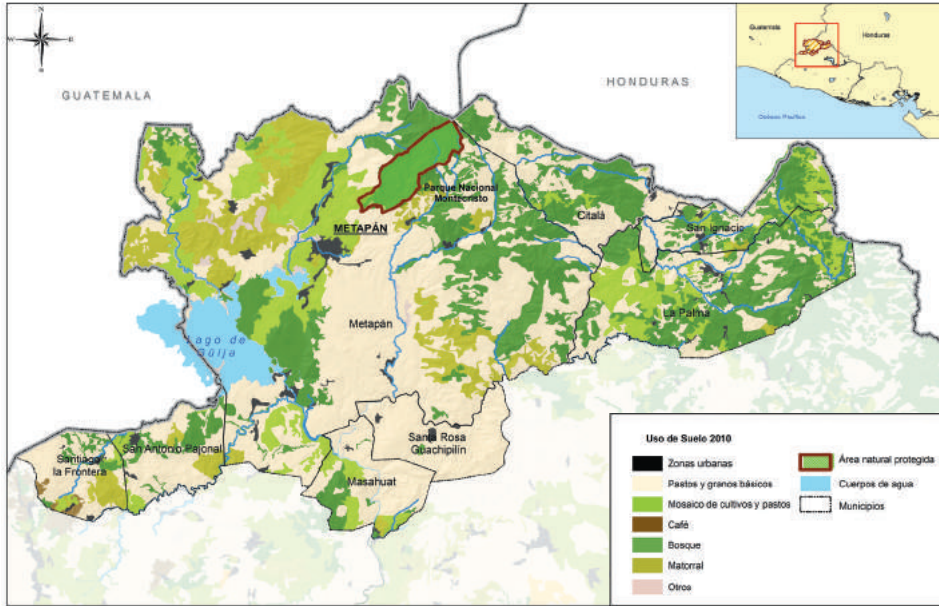 N
W
E
S
GUATEMALA
HONDURAS
Guatemala
Honduras
Océano Pacífico
Parque Nacional
Montecristo
METAPÁN
Citalá
San Ignacio
La Palma
Metapán
Lago de
Güija
Santa Rosa
Guachipilín
San Antonio Pajonal
Santiago
la Frontera
Masahuat
Uso de Suelo 2010
Zonas urbanas
Pastos y granos básicos
Mosaico de cultivos y pastos
Café
Bosque
Matorral
Otros
Área natural protegida
Cuerpos de agua
Municipios